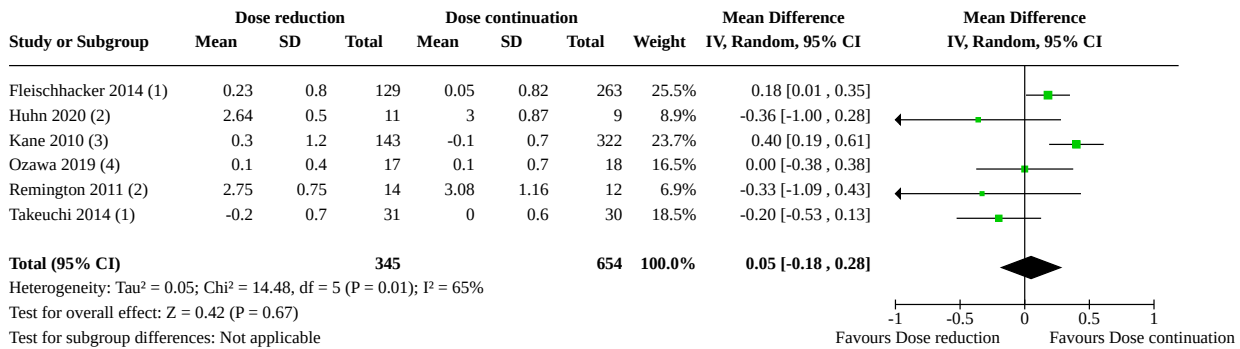 Dose reduction Dose continuation Mean Difference Mean Difference
Study or Subgroup Mean SD Total Mean SD Total Weight IV, Random, 95% CI IV, Random, 95% CI
Fleischhacker 2014 (1) 0.23 0.8 129 0.05 0.82 263 25.5% 0.18 [0.01 , 0.35]
Huhn 2020 (2) 2.64 0.5 11 3 0.87 9 8.9% -0.36 [-1.00 , 0.28]
Kane 2010 (3) 0.3 1.2 143 -0.1 0.7 322 23.7% 0.40 [0.19 , 0.61]
Ozawa 2019 (4) 0.1 0.4 17 0.1 0.7 18 16.5% 0.00 [-0.38 , 0.38]
Remington 2011 (2) 2.75 0.75 14 3.08 1.16 12 6.9% -0.33 [-1.09 , 0.43]
Takeuchi 2014 (1) -0.2 0.7 31 0 0.6 30 18.5% -0.20 [-0.53 , 0.13]
Total (95% CI) 345 654 100.0% 0.05 [-0.18 , 0.28]
Heterogeneity: Tau² = 0.05; Chi² = 14.48, df = 5 (P = 0.01); I² = 65%
Test for overall effect: Z = 0.42 (P = 0.67)
Test for subgroup differences: Not applicable
-1 -0.5 0 0.5 1
Favours Dose reduction Favours Dose continuation